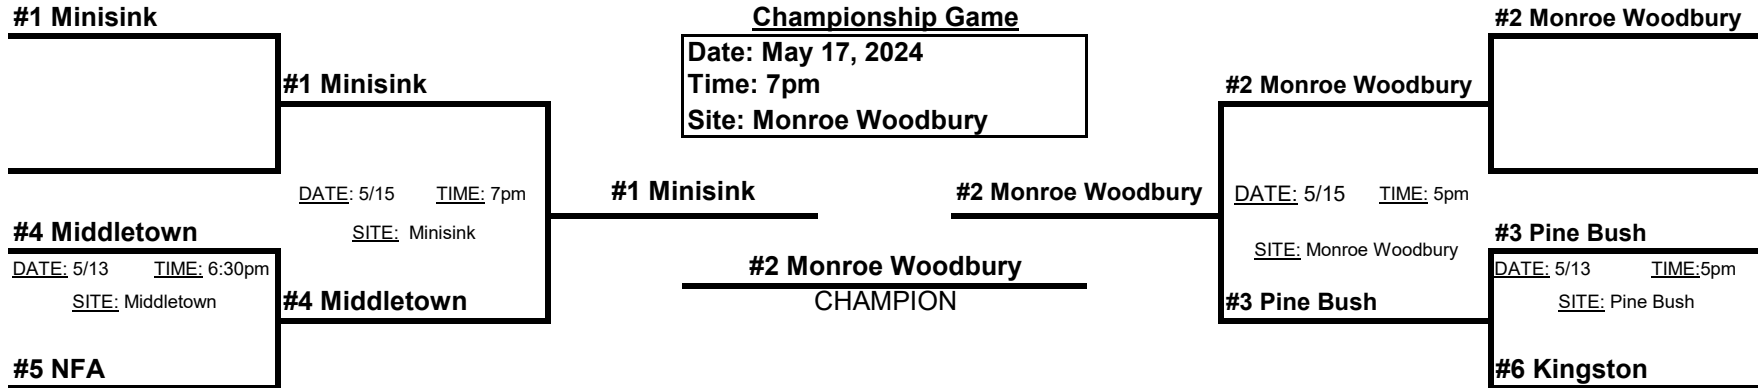 #1 Minisink
Championship Game
#2 Monroe Woodbury
Date: May 17, 2024
#1 Minisink
Time: 7pm
#2 Monroe Woodbury
Site: Monroe Woodbury
DATE: 5/15 TIME: 7pm
#1 Minisink
#2 Monroe Woodbury
DATE: 5/15 TIME: 5pm
#4 Middletown
SITE: Minisink
SITE: Monroe Woodbury
#3 Pine Bush
DATE: 5/13 TIME: 6:30pm
#2 Monroe Woodbury
DATE: 5/13 TIME:5pm
SITE: Middletown
#4 Middletown
CHAMPION
#3 Pine Bush
SITE: Pine Bush
#5 NFA
#6 Kingston